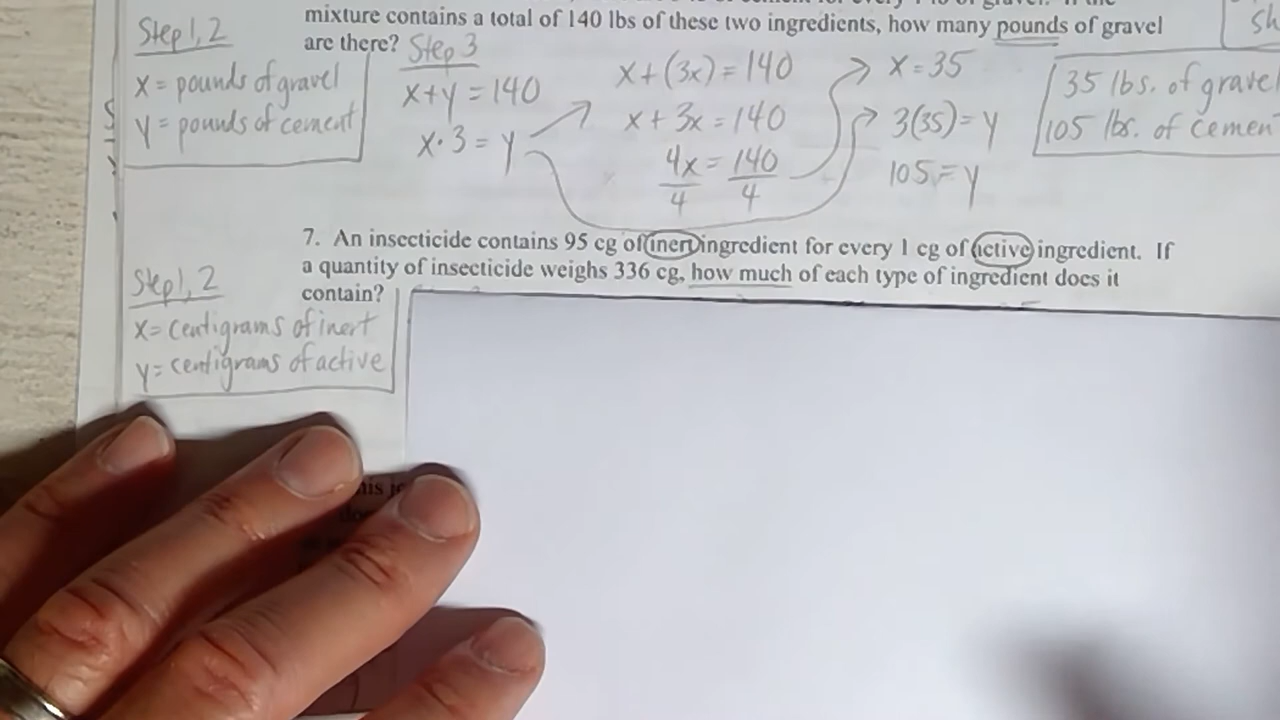 mixture contains a total of 140 lbs of these two ingredients, how many pounds of gravel
are there?
Step 1, 2
x = pounds of gravel
y = pounds of cement
Step 3
x+y = 140
x·3 = y
x+(3x) = 140
x + 3x = 140
4x = 140
4 4
x = 35
3(35) = y
105 = y
35 lbs. of gravel
105 lbs. of cemen
7. An insecticide contains 95 cg of inert ingredient for every 1 cg of active ingredient. If
a quantity of insecticide weighs 336 cg, how much of each type of ingredient does it
contain?
Step 1, 2
x = centigrams of inert
y = centigrams of active